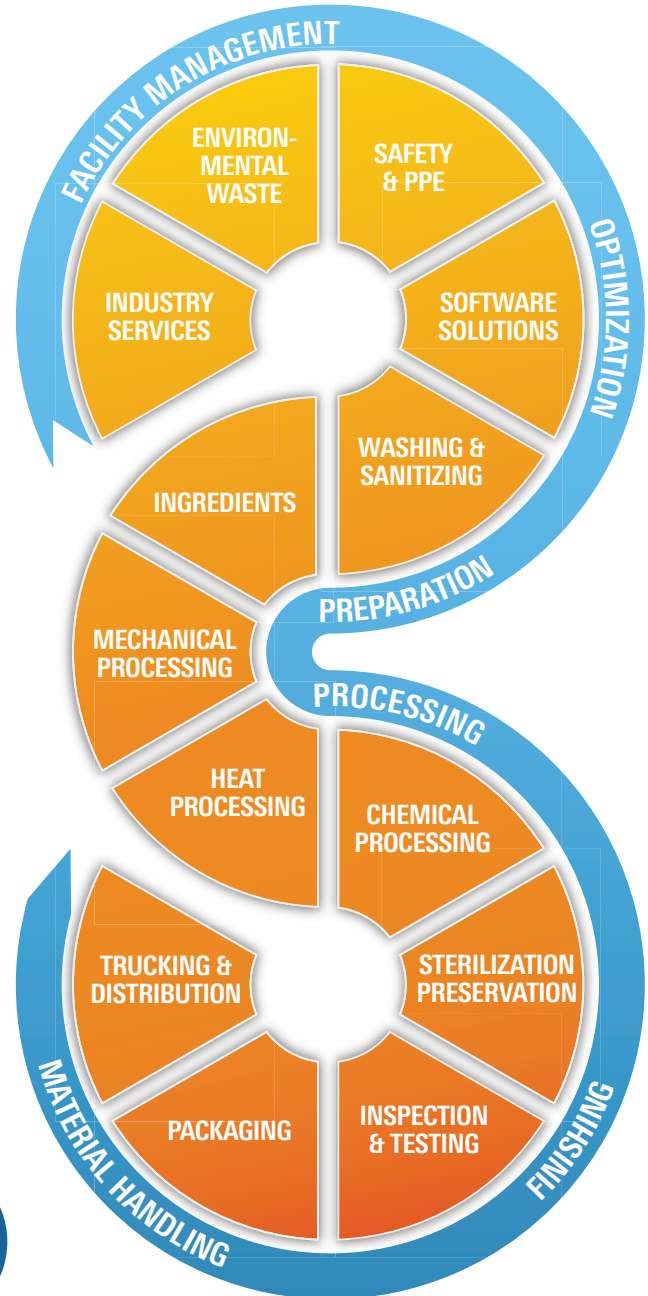 FACILITY MANAGEMENT
ENVIRON-
MENTAL
WASTE
SAFETY
& PPE
INDUSTRY
SERVICES
SOFTWARE
SOLUTIONS
OPTIMIZATION
WASHING &
SANITIZING
INGREDIENTS
PREPARATION
MECHANICAL
PROCESSING
PROCESSING
HEAT
PROCESSING
CHEMICAL
PROCESSING
TRUCKING &
DISTRIBUTION
STERILIZATION
PRESERVATION
PACKAGING
INSPECTION
& TESTING
FINISHING
MATERIAL HANDLING